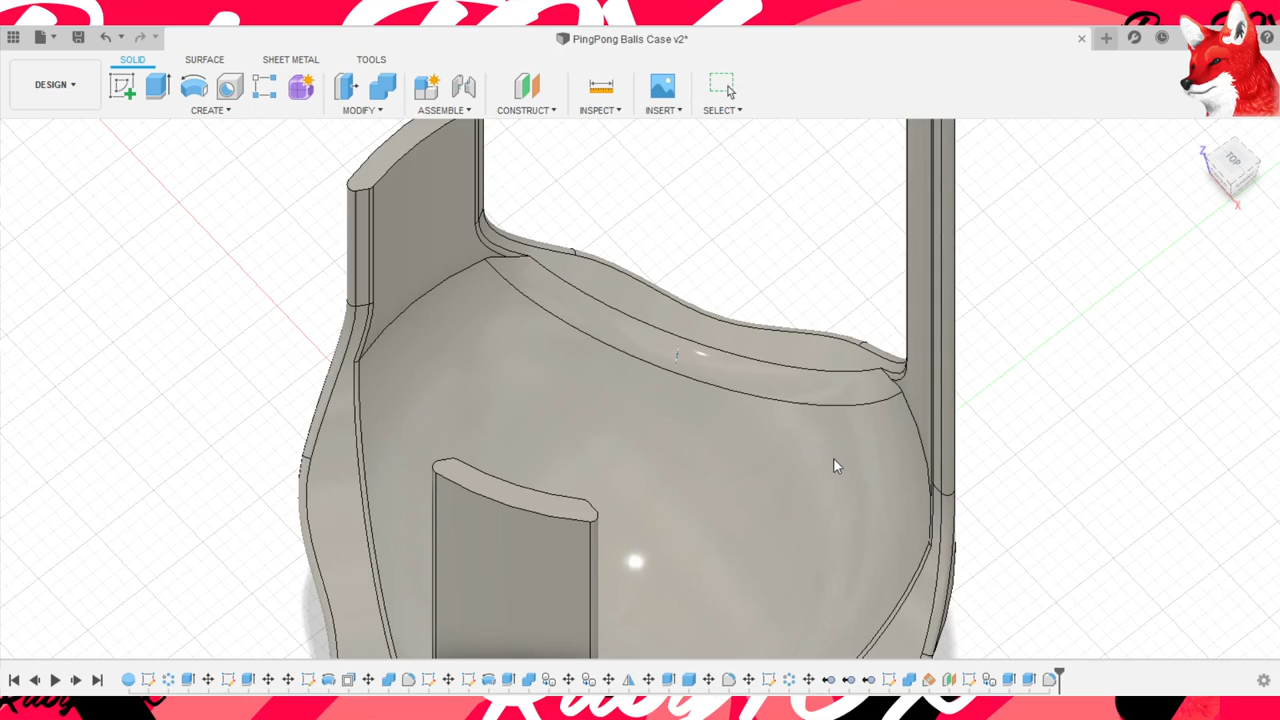 PingPong Balls Case v2*
SOLID SURFACE SHEET METAL TOOLS
DESIGN
CREATE MODIFY ASSEMBLE CONSTRUCT INSPECT INSERT SELECT
Z
TOP
X